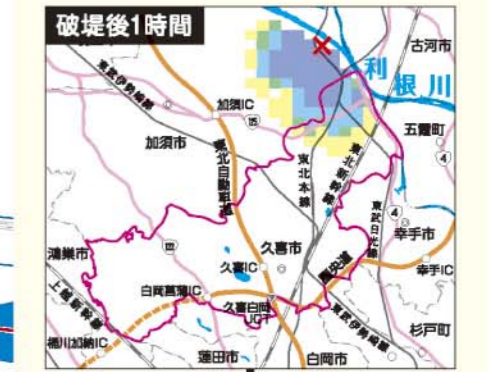 破堤後1時間
古河市
利根川
東武伊勢崎線
加須IC
125
五霞町
加須市
東北自動車道
東北本線
東北新幹線
4
東武日光線
4
幸手市
鴻巣市
122
久喜市
久喜IC
圏央道
幸手IC
白岡菖蒲IC
上越新幹線
久喜白岡JCT
東武伊勢崎線
杉戸町
桶川加納IC
蓮田市
白岡市